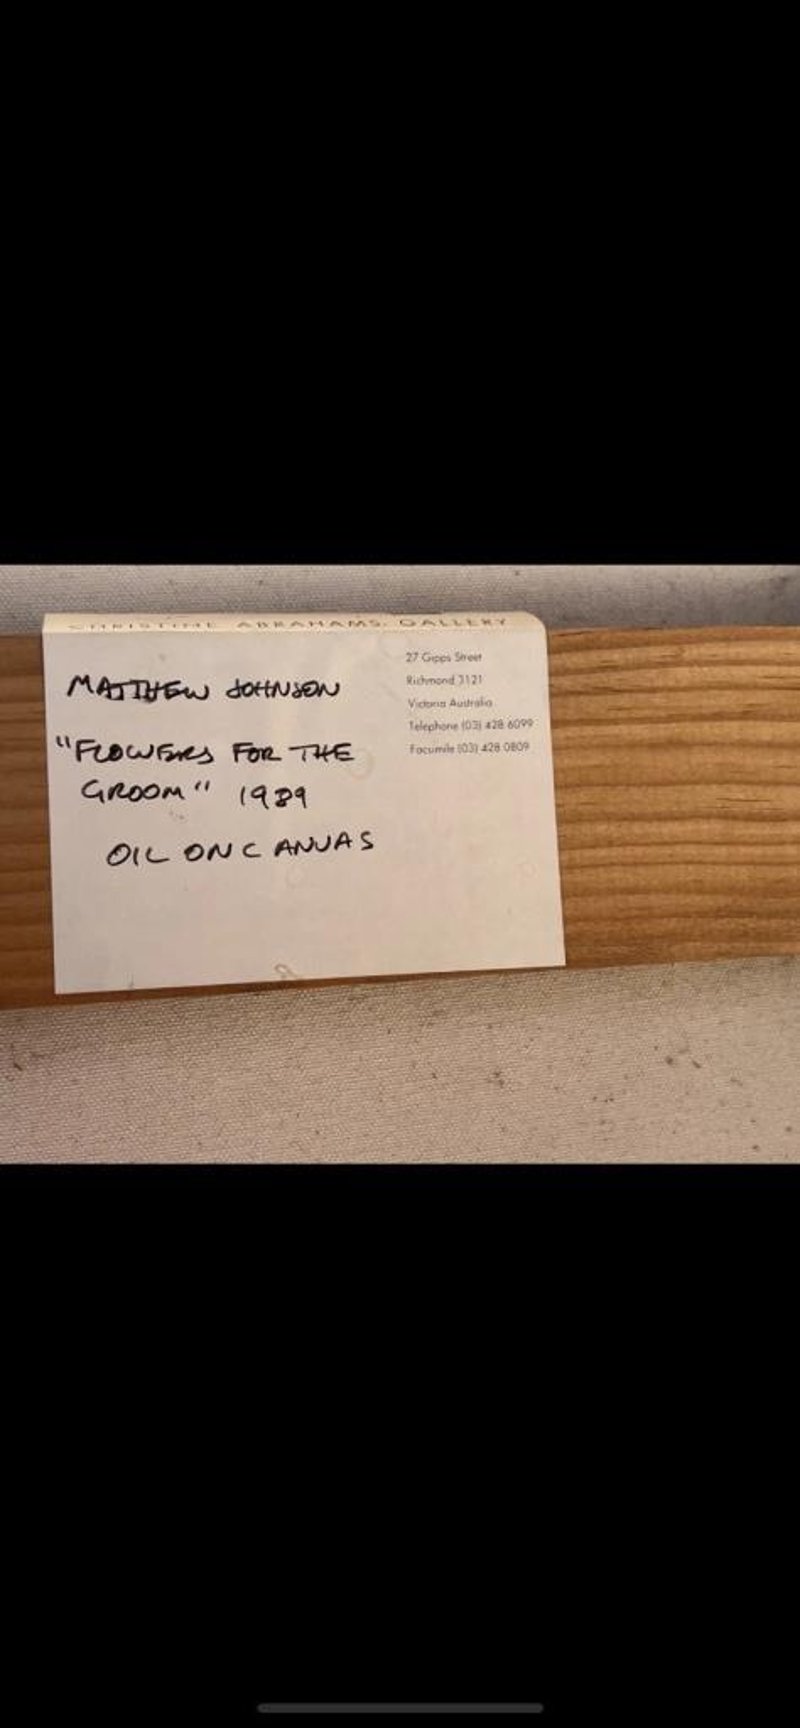 CHRISTINE ABRAHAMS GALLERY
27 Gipps Street
Richmond 3121
Victoria Australia
Telephone (03) 428 6099
Facsimile (03) 428 0809
MATTHEW JOHNSON
"FLOWERS FOR THE
GROOM" 1989
OIL ON CANVAS